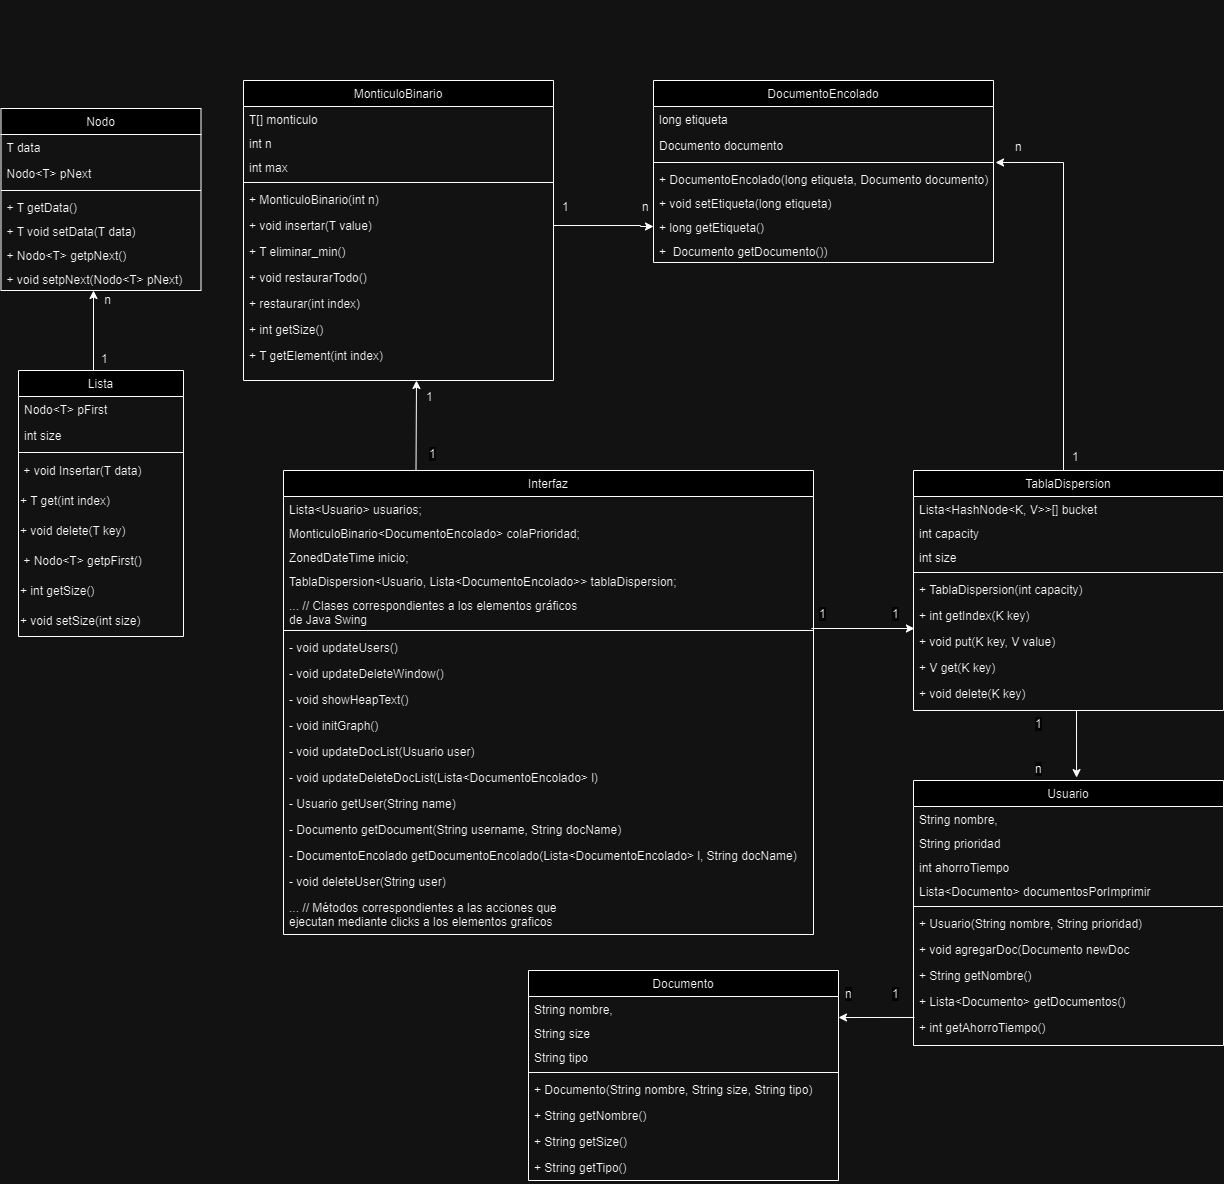 Nodo
T data
Nodo<T> pNext
+ T getData()
+ T void setData(T data)
+ Nodo<T> getpNext()
+ void setpNext(Nodo<T> pNext)
n
1
Lista
Nodo<T> pFirst
int size
+ void Insertar(T data)
+ T get(int index)
+ void delete(T key)
+ Nodo<T> getpFirst()
+ int getSize()
+ void setSize(int size)
MonticuloBinario
T[] monticulo
int n
int max
+ MonticuloBinario(int n)
+ void insertar(T value)
+ T eliminar_min()
+ void restaurarTodo()
+ restaurar(int index)
+ int getSize()
+ T getElement(int index)
1
n
DocumentoEncolado
long etiqueta
Documento documento
+ DocumentoEncolado(long etiqueta, Documento documento)
+ void setEtiqueta(long etiqueta)
+ long getEtiqueta()
+ Documento getDocumento())
n
1
1
1
Interfaz
Lista<Usuario> usuarios;
MonticuloBinario<DocumentoEncolado> colaPrioridad;
ZonedDateTime inicio;
TablaDispersion<Usuario, Lista<DocumentoEncolado>> tablaDispersion;
... // Clases correspondientes a los elementos gráficos
de Java Swing
- void updateUsers()
- void updateDeleteWindow()
- void showHeapText()
- void initGraph()
- void updateDocList(Usuario user)
- void updateDeleteDocList(Lista<DocumentoEncolado> l)
- Usuario getUser(String name)
- Documento getDocument(String username, String docName)
- DocumentoEncolado getDocumentoEncolado(Lista<DocumentoEncolado> l, String docName)
- void deleteUser(String user)
... // Métodos correspondientes a las acciones que
ejecutan mediante clicks a los elementos graficos
1
1
TablaDispersion
Lista<HashNode<K, V>>[] bucket
int capacity
int size
+ TablaDispersion(int capacity)
+ int getIndex(K key)
+ void put(K key, V value)
+ V get(K key)
+ void delete(K key)
1
n
Usuario
String nombre,
String prioridad
int ahorroTiempo
Lista<Documento> documentosPorImprimir
+ Usuario(String nombre, String prioridad)
+ void agregarDoc(Documento newDoc
+ String getNombre()
+ Lista<Documento> getDocumentos()
+ int getAhorroTiempo()
n
1
Documento
String nombre,
String size
String tipo
+ Documento(String nombre, String size, String tipo)
+ String getNombre()
+ String getSize()
+ String getTipo()